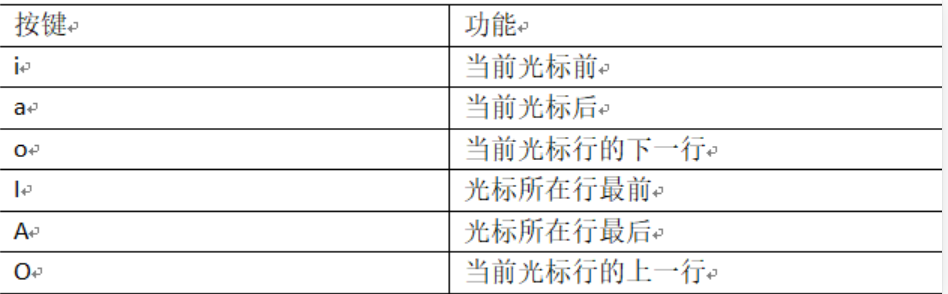 按键 功能
i 当前光标前
a 当前光标后
o 当前光标行的下一行
I 光标所在行最前
A 光标所在行最后
O 当前光标行的上一行